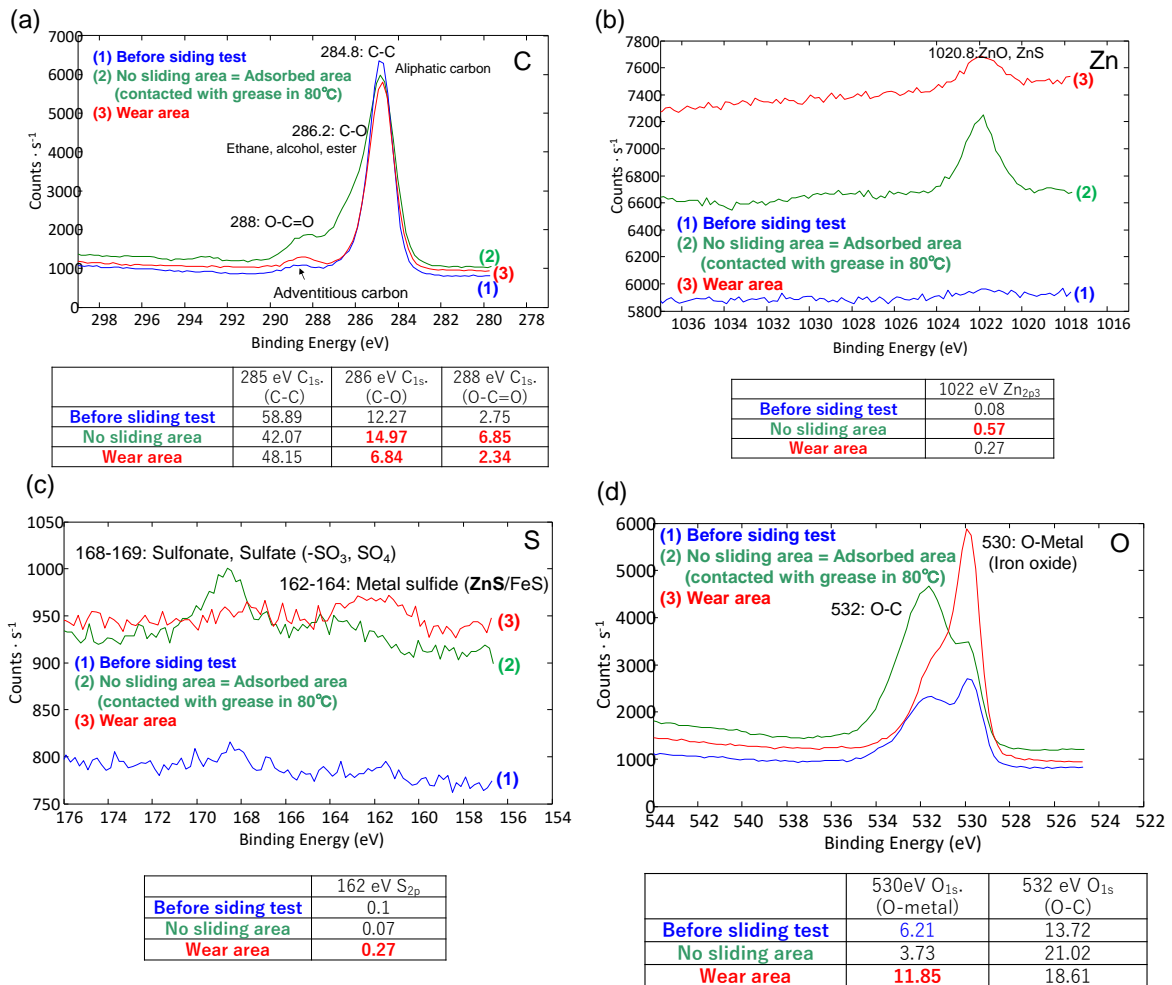 (a)
7000
6000
5000
4000
3000
2000
1000
0
Counts · s⁻¹
(1) Before siding test
(2) No sliding area = Adsorbed area
(contacted with grease in 80℃)
(3) Wear area
284.8: C-C
Aliphatic carbon
C
286.2: C-O
Ethane, alcohol, ester
288: O-C=O
Adventitious carbon
(2)
(3)
(1)
298 296 294 292 290 288 286 284 282 280 278
Binding Energy (eV)
285 eV C1s. (C-C) 286 eV C1s. (C-O) 288 eV C1s. (O-C=O)
Before sliding test 58.89 12.27 2.75
No sliding area 42.07 14.97 6.85
Wear area 48.15 6.84 2.34
(b)
7800
7600
7400
7200
7000
6800
6600
6400
6200
6000
5800
Counts · s⁻¹
1020.8:ZnO, ZnS
Zn
(3)
(2)
(1) Before siding test
(2) No sliding area = Adsorbed area
(contacted with grease in 80℃)
(3) Wear area
(1)
1036 1034 1032 1030 1028 1026 1024 1022 1020 1018 1016
Binding Energy (eV)
1022 eV Zn2p3
Before sliding test 0.08
No sliding area 0.57
Wear area 0.27
(c)
1050
1000
950
900
850
800
750
Counts · s⁻¹
S
168-169: Sulfonate, Sulfate (-SO3, SO4)
162-164: Metal sulfide (ZnS/FeS)
(3)
(2)
(1) Before siding test
(2) No sliding area = Adsorbed area
(contacted with grease in 80℃)
(3) Wear area
(1)
176 174 172 170 168 166 164 162 160 158 156 154
Binding Energy (eV)
162 eV S2p
Before siding test 0.1
No sliding area 0.07
Wear area 0.27
(d)
6000
5000
4000
3000
2000
1000
0
Counts · s⁻¹
(1) Before siding test
(2) No sliding area = Adsorbed area
(contacted with grease in 80℃)
(3) Wear area
O
530: O-Metal
(Iron oxide)
532: O-C
544 542 540 538 536 534 532 530 528 526 524 522
Binding Energy (eV)
530eV O1s. (O-metal) 532 eV O1s (O-C)
Before sliding test 6.21 13.72
No sliding area 3.73 21.02
Wear area 11.85 18.61